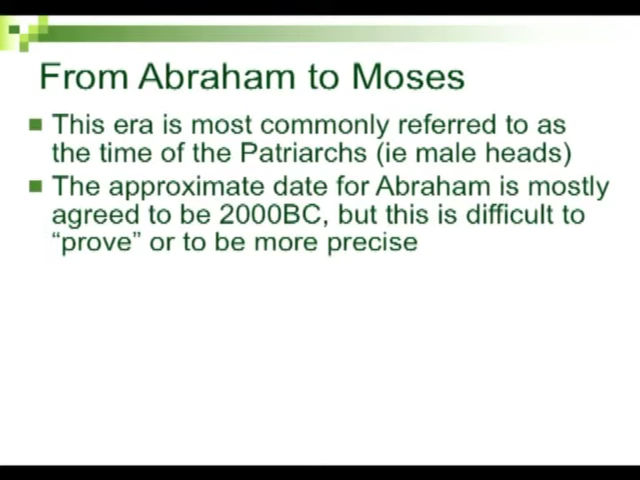 From Abraham to Moses
This era is most commonly referred to as
the time of the Patriarchs (ie male heads)
The approximate date for Abraham is mostly
agreed to be 2000BC, but this is difficult to
“prove” or to be more precise